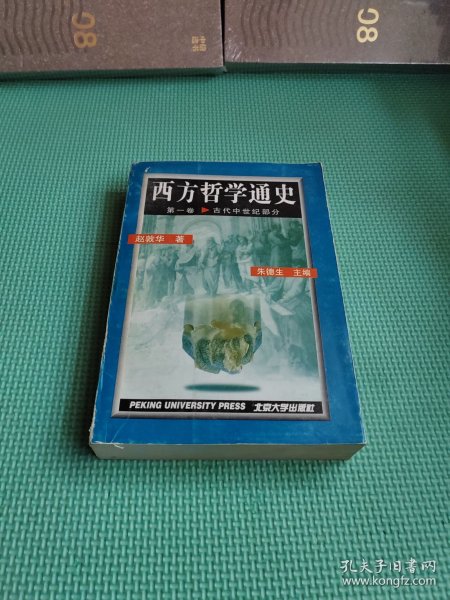 98
98
西方哲学通史
第一卷 ▶ 古代中世纪部分
赵敦华 著
朱德生 主编
PEKING UNIVERSITY PRESS 北京大学出版社
孔夫子旧书网
www.kongfz.com